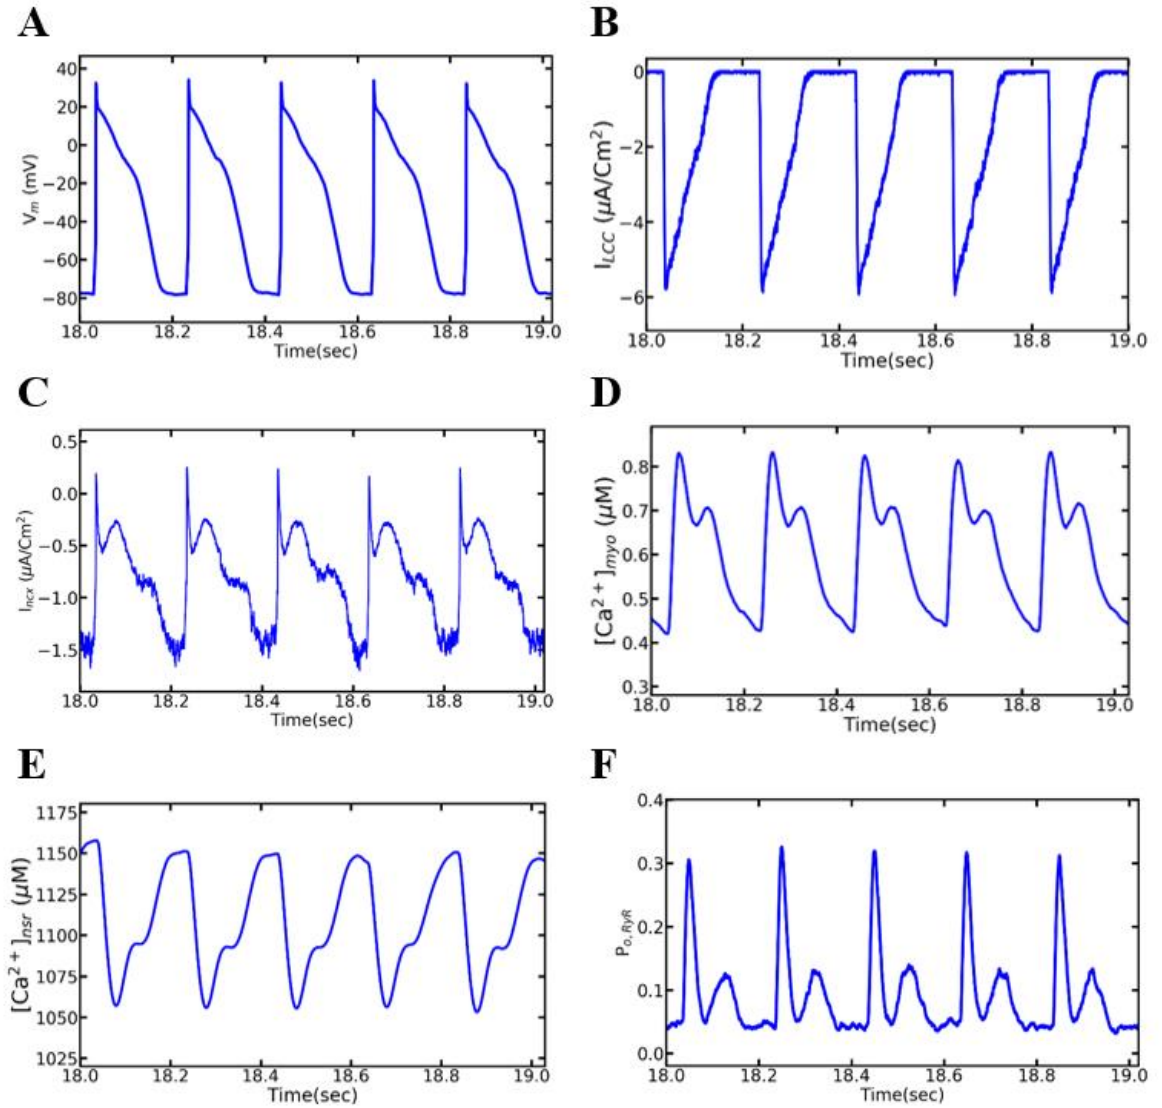 A
V_m (mV)
40
20
0
−20
−40
−60
−80
18.0 18.2 18.4 18.6 18.8 19.0
Time(sec)
B
I_LCC (μA/Cm²)
0
−2
−4
−6
18.0 18.2 18.4 18.6 18.8 19.0
Time(sec)
C
I_ncx (μA/Cm²)
0.5
0.0
−0.5
−1.0
−1.5
18.0 18.2 18.4 18.6 18.8 19.0
Time(sec)
D
[Ca²⁺]_myo (μM)
0.8
0.7
0.6
0.5
0.4
0.3
18.0 18.2 18.4 18.6 18.8 19.0
Time(sec)
E
[Ca²⁺]_nsr (μM)
1175
1150
1125
1100
1075
1050
1025
18.0 18.2 18.4 18.6 18.8 19.0
Time(sec)
F
P_o,RyR
0.4
0.3
0.2
0.1
0.0
18.0 18.2 18.4 18.6 18.8 19.0
Time(sec)